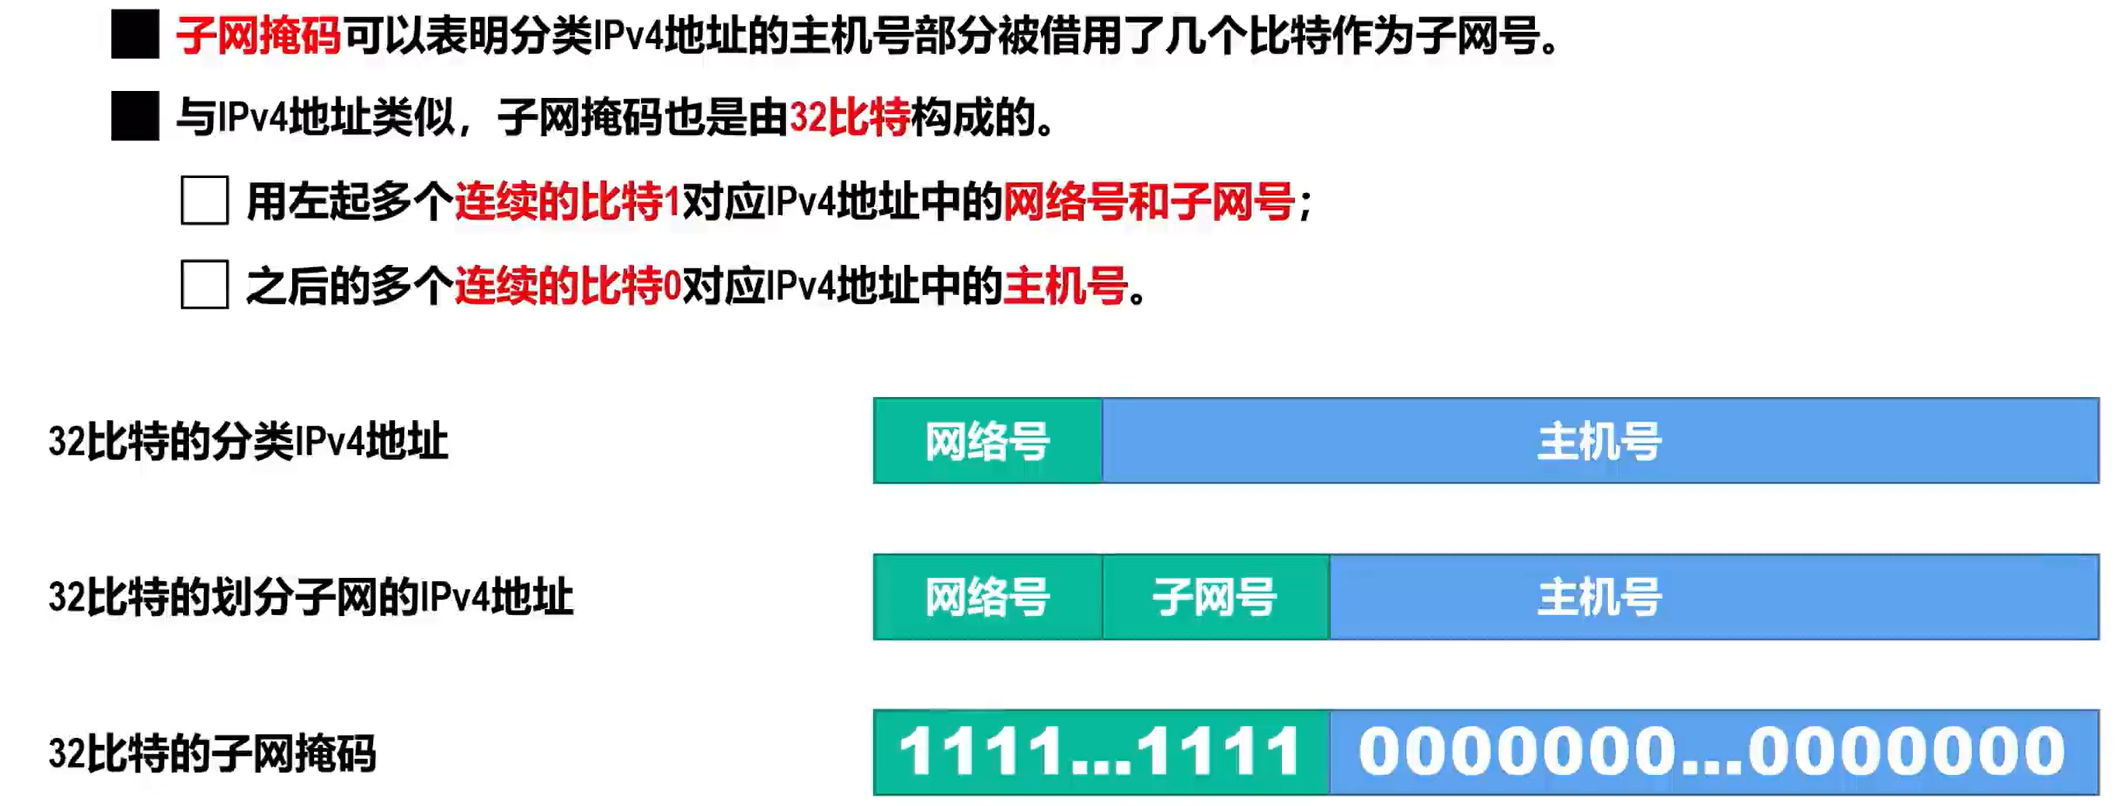 子网掩码可以表明分类IPv4地址的主机号部分被借用了几个比特作为子网号。
与IPv4地址类似，子网掩码也是由32比特构成的。
用左起多个连续的比特1对应IPv4地址中的网络号和子网号；
之后的多个连续的比特0对应IPv4地址中的主机号。
32比特的分类IPv4地址 网络号 主机号
32比特的划分子网的IPv4地址 网络号 子网号 主机号
32比特的子网掩码 1111...1111 0000000...0000000